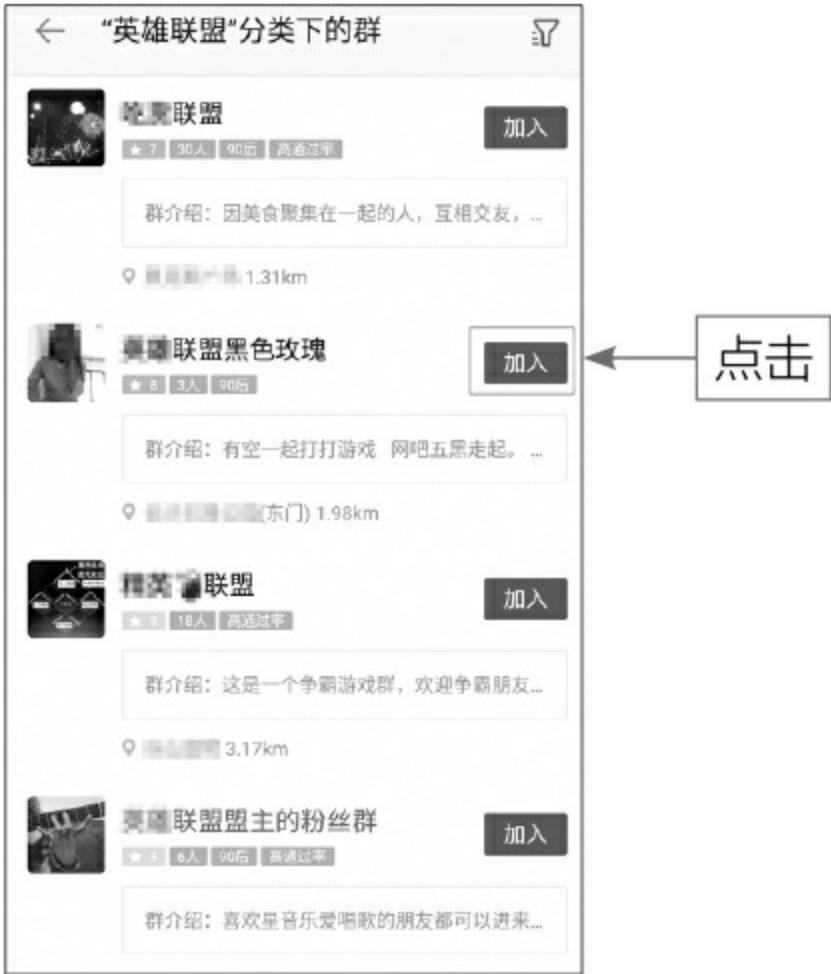 “英雄联盟”分类下的群
联盟
加入
★ 7 30人 90后 高通过率
群介绍：因美食聚集在一起的人，互相交友，...
1.31km
联盟黑色玫瑰
加入
点击
★ 8 3人 90后
群介绍：有空一起打打游戏 网吧五黑走起。 ...
(东门) 1.98km
联盟
加入
★ 3 18人 高通过率
群介绍：这是一个争霸游戏群，欢迎争霸朋友...
3.17km
联盟盟主的粉丝群
加入
★ 3 6人 90后 高通过率
群介绍：喜欢星音乐爱唱歌的朋友都可以进来...